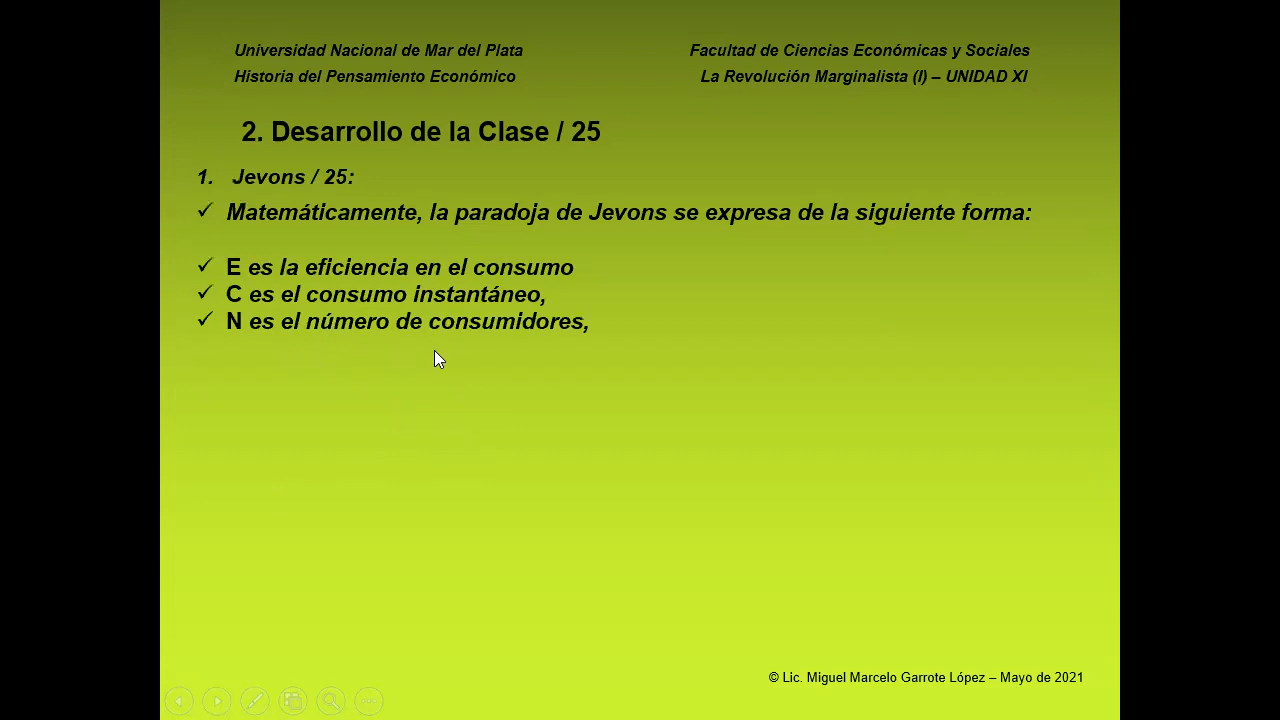 Universidad Nacional de Mar del Plata Facultad de Ciencias Económicas y Sociales
Historia del Pensamiento Económico La Revolución Marginalista (I) – UNIDAD XI
2. Desarrollo de la Clase / 25
1. Jevons / 25:
✓ Matemáticamente, la paradoja de Jevons se expresa de la siguiente forma:
✓ E es la eficiencia en el consumo
✓ C es el consumo instantáneo,
✓ N es el número de consumidores,
© Lic. Miguel Marcelo Garrote López – Mayo de 2021